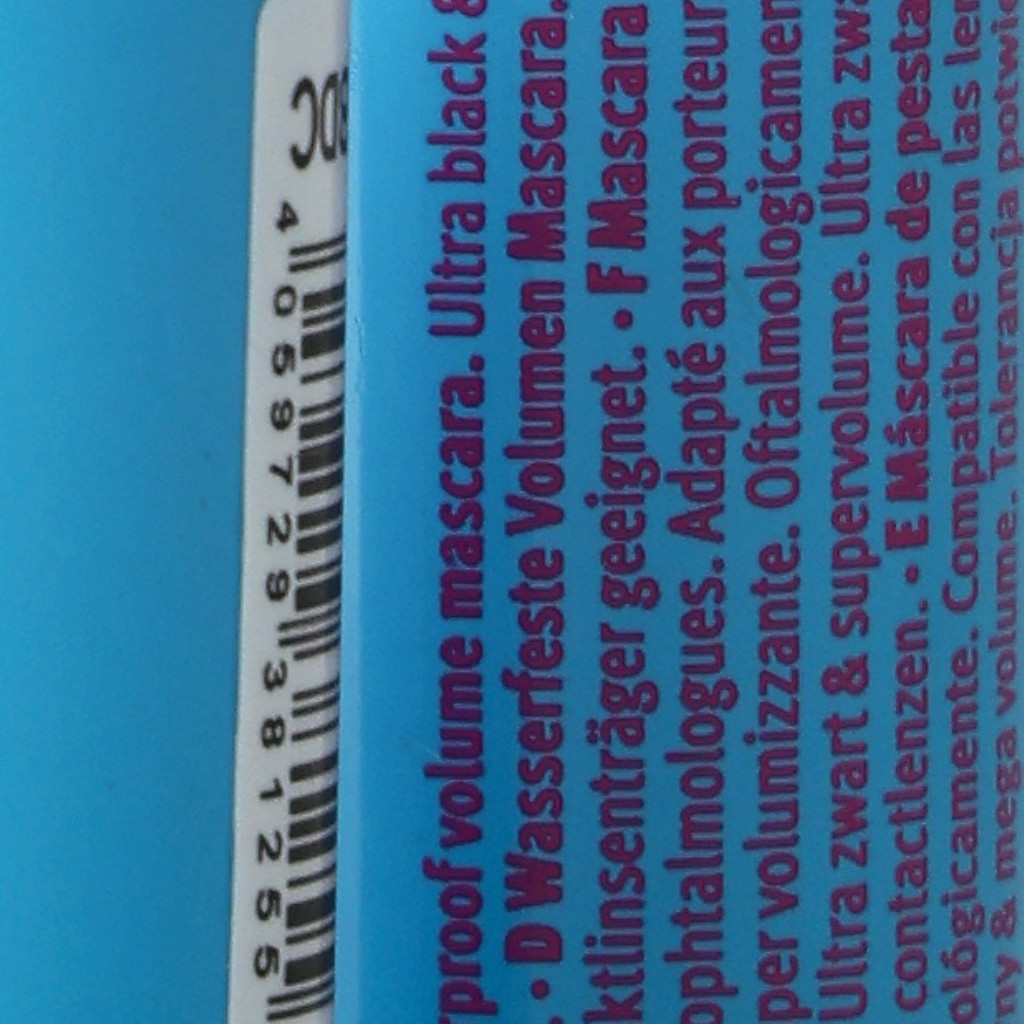 4 059729 381255
rproof volume mascara. Ultra black &
. • D Wasserfeste Volumen Mascara.
ktlinsenträger geeignet. • F Mascara
ophtalmologues. Adapté aux porteur
per volumizzante. Oftalmologicamen
Ultra zwart & supervolume. Ultra zwa
contactlenzen. • E Máscara de pesta
ológicamente. Compatible con las len
ny & mega volume. Tolerancja potwie